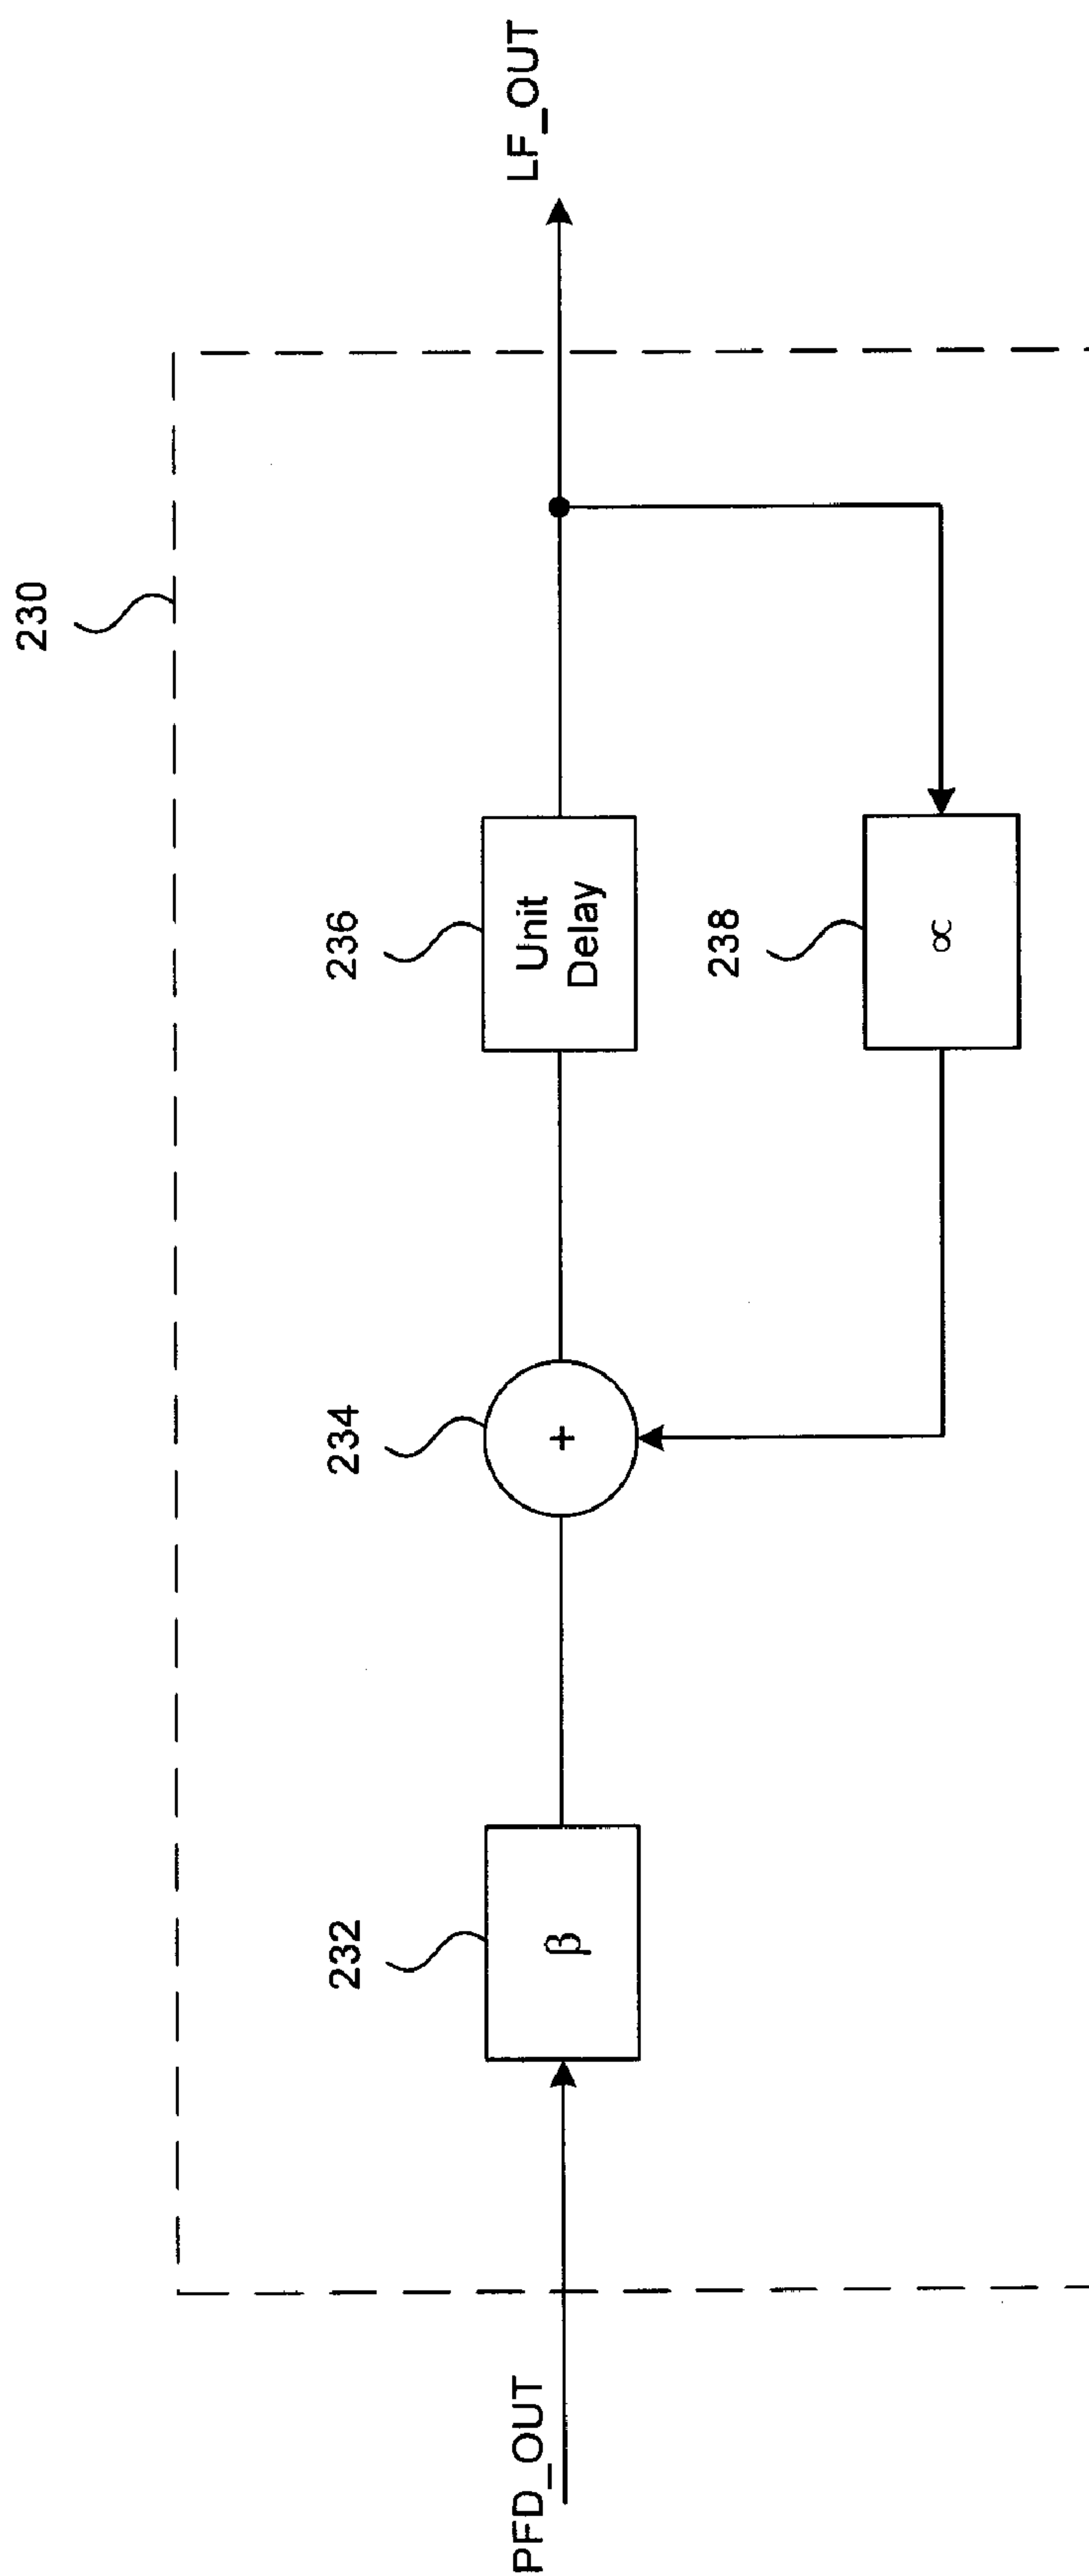 230
PFD_OUT
232
β
234
+
236
Unit
Delay
LF_OUT
238
∝